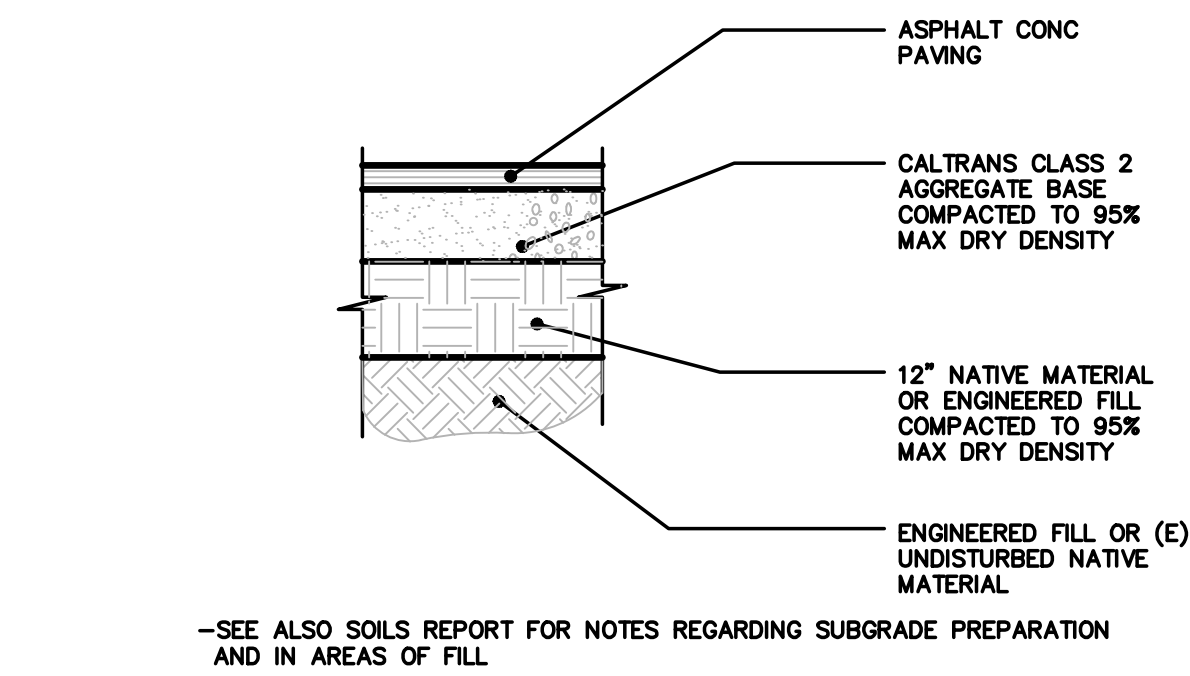 ASPHALT CONC
PAVING
CALTRANS CLASS 2
AGGREGATE BASE
COMPACTED TO 95%
MAX DRY DENSITY
12" NATIVE MATERIAL
OR ENGINEERED FILL
COMPACTED TO 95%
MAX DRY DENSITY
ENGINEERED FILL OR (E)
UNDISTURBED NATIVE
MATERIAL
-SEE ALSO SOILS REPORT FOR NOTES REGARDING SUBGRADE PREPARATION
AND IN AREAS OF FILL